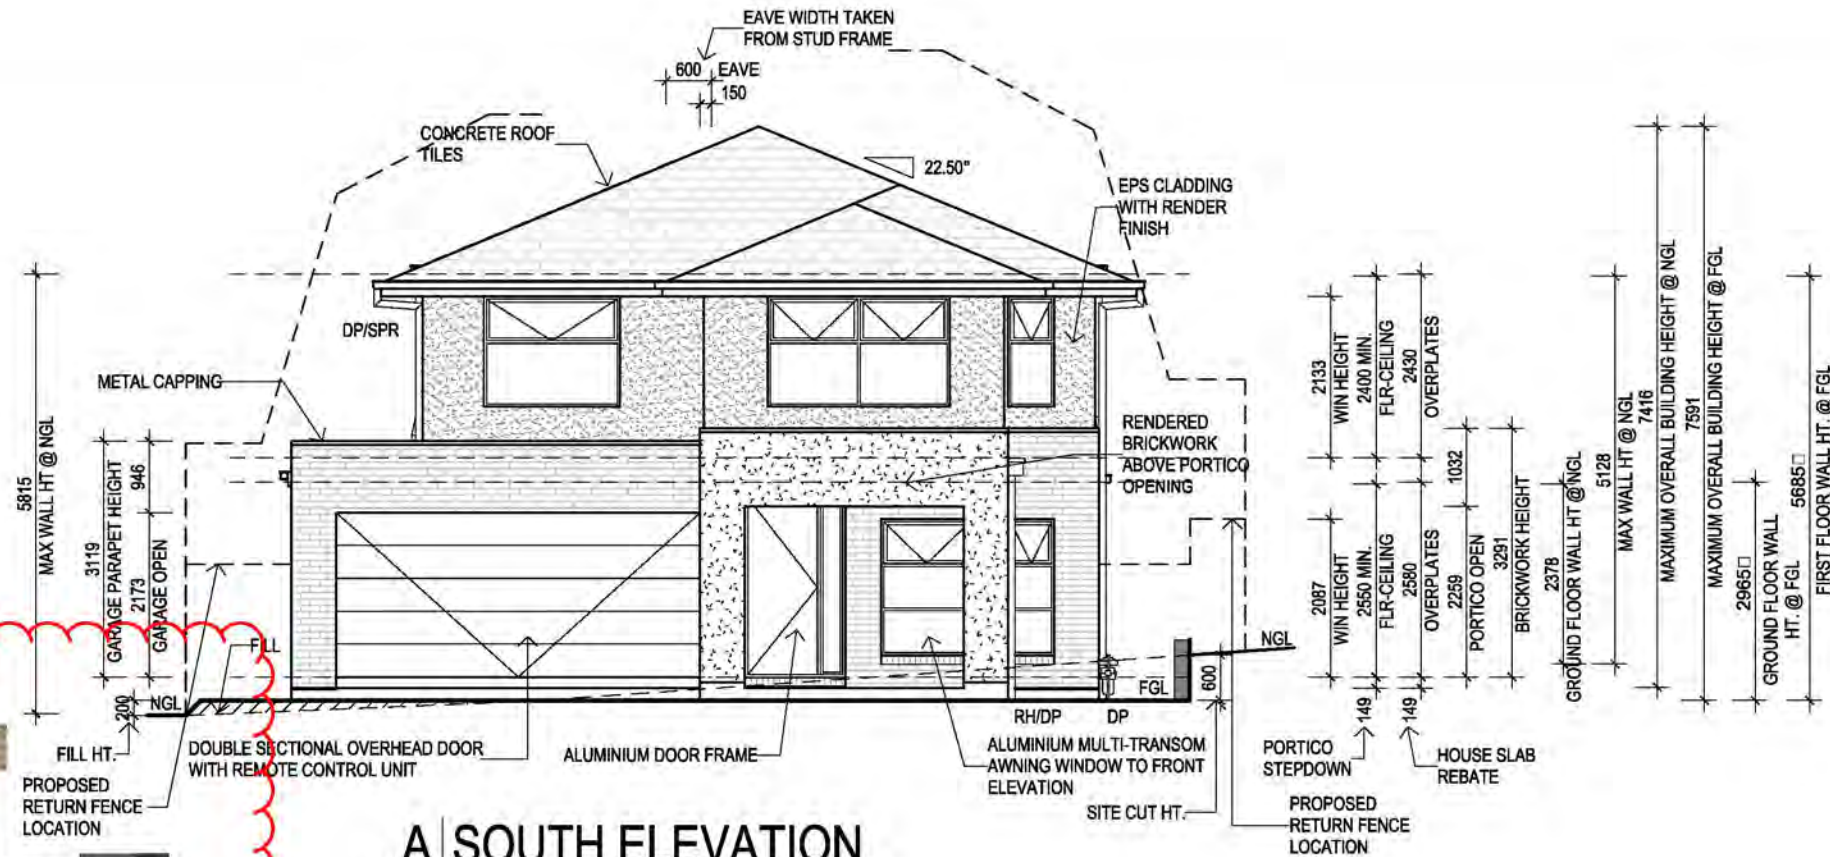 EAVE WIDTH TAKEN
FROM STUD FRAME
600 EAVE
150
CONCRETE ROOF
TILES
22.50°
EPS CLADDING
WITH RENDER
FINISH
DP/SPR
METAL CAPPING
RENDERED
BRICKWORK
ABOVE PORTICO
OPENING
5815
MAX WALL HT @ NGL
3119
GARAGE PARAPET HEIGHT
946
2173
GARAGE OPEN
FILL
NGL
200
FILL HT.
PROPOSED
RETURN FENCE
LOCATION
DOUBLE SECTIONAL OVERHEAD DOOR
WITH REMOTE CONTROL UNIT
ALUMINIUM DOOR FRAME
ALUMINIUM MULTI-TRANSOM
AWNING WINDOW TO FRONT
ELEVATION
RH/DP
DP
FGL
NGL
600
SITE CUT HT.
PROPOSED
RETURN FENCE
LOCATION
PORTICO
STEPDOWN
149
149
HOUSE SLAB
REBATE
2133
WIN HEIGHT
2400 MIN.
FLR-CEILING
2430
OVERPLATES
2087
WIN HEIGHT
2550 MIN.
FLR-CEILING
2580
OVERPLATES
1032
2259
PORTICO OPEN
3291
BRICKWORK HEIGHT
2378
GROUND FLOOR WALL HT @ NGL
5128
MAX WALL HT @ NGL
7416
MAXIMUM OVERALL BUILDING HEIGHT @ NGL
7591
MAXIMUM OVERALL BUILDING HEIGHT @ FGL
2965□
GROUND FLOOR WALL
HT. @ FGL
5685□
FIRST FLOOR WALL HT. @ FGL
A SOUTH ELEVATION